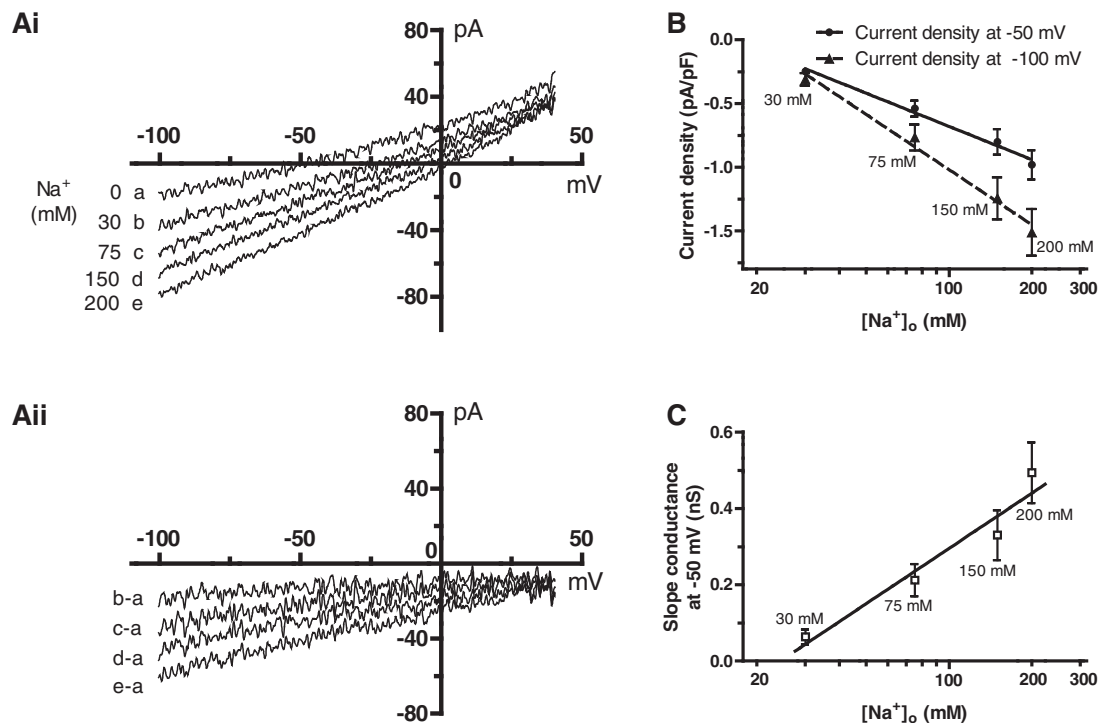 Ai
pA
80
40
-100
-50
50
0
mV
Na+
(mM)
0 a
30 b
75 c
150 d
200 e
-40
-80
B
Current density at -50 mV
Current density at -100 mV
0.0
-0.5
-1.0
-1.5
Current density (pA/pF)
30 mM
75 mM
150 mM
200 mM
20
100
200
300
[Na+]o (mM)
Aii
pA
80
40
-100
-50
0
50
mV
b-a
c-a
d-a
e-a
-40
-80
C
0.6
0.4
0.2
0.0
Slope conductance
at -50 mV (nS)
30 mM
75 mM
150 mM
200 mM
20
100
200
300
[Na+]o (mM)